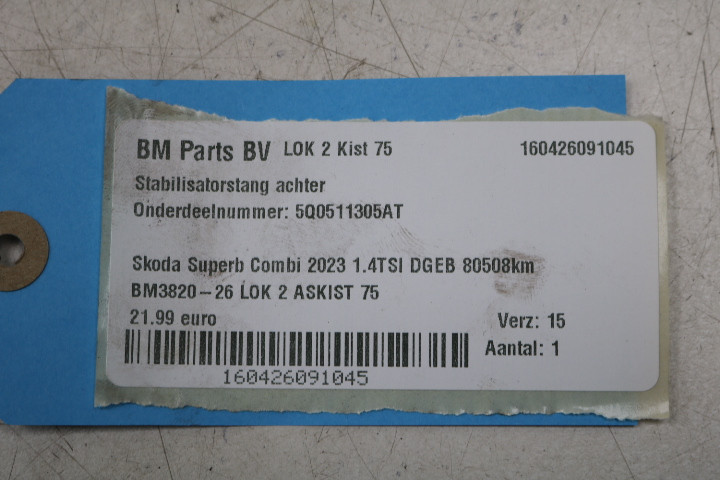 BM Parts BV LOK 2 Kist 75 160426091045
Stabilisatorstang achter
Onderdeelnummer: 5Q0511305AT
Skoda Superb Combi 2023 1.4TSI DGEB 80508km
BM3820-26 LOK 2 ASKIST 75
21.99 euro Verz: 15
Aantal: 1
160426091045